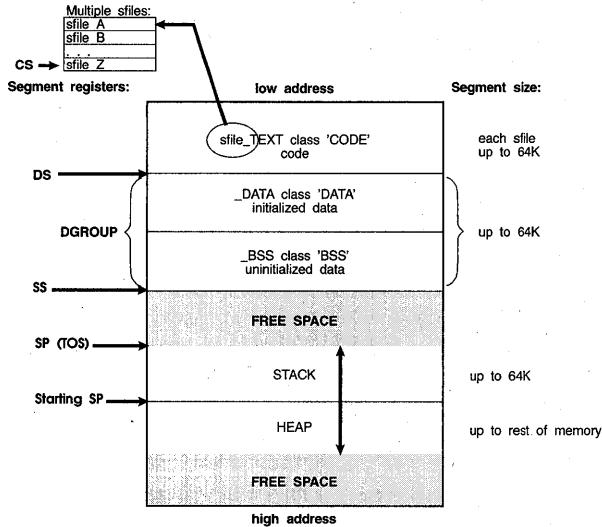 Multiple sfiles:
sfile A
sfile B
. . .
CS
sfile Z
Segment registers:
low address
Segment size:
sfile_TEXT class 'CODE'
code
each sfile
up to 64K
DS
_DATA class 'DATA'
initialized data
DGROUP
up to 64K
_BSS class 'BSS'
uninitialized data
SS
FREE SPACE
SP (TOS)
STACK
up to 64K
Starting SP
HEAP
up to rest of memory
FREE SPACE
high address